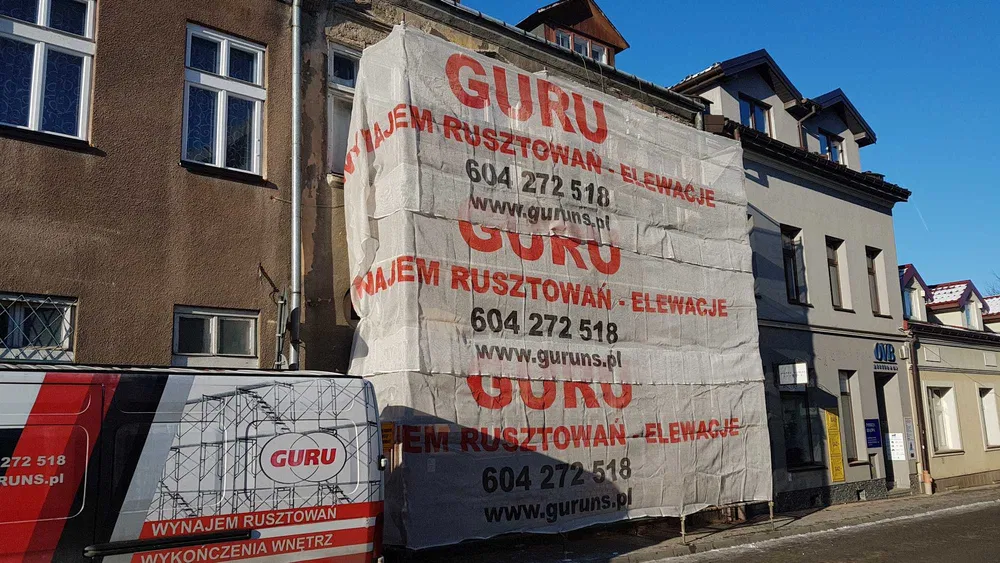 GURU
WYNAJEM RUSZTOWAŃ - ELEWACJE
604 272 518
www.guruns.pl
GURU
WYNAJEM RUSZTOWAŃ - ELEWACJE
604 272 518
www.guruns.pl
GURU
JEM RUSZTOWAŃ - ELEWACJE
604 272 518
www.guruns.pl
OVB
272 518
RUNS.pl
GURU
WYNAJEM RUSZTOWAŃ
WYKOŃCZENIA WNĘTRZ